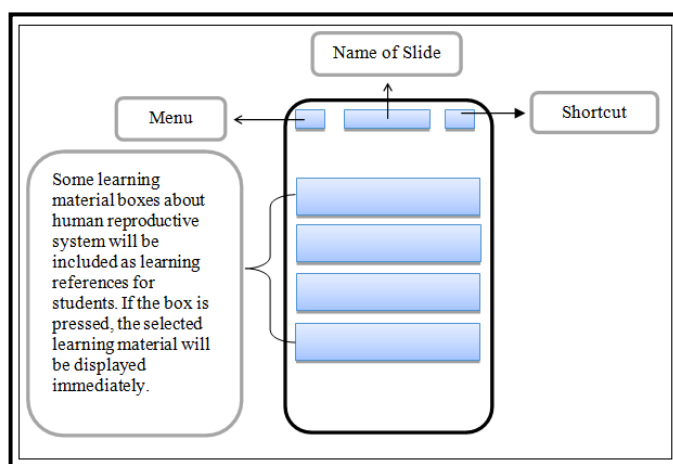 Name of Slide
Menu
Shortcut
Some learning
material boxes about
human reproductive
system will be
included as learning
references for
students. If the box is
pressed, the selected
learning material will
be displayed
immediately.